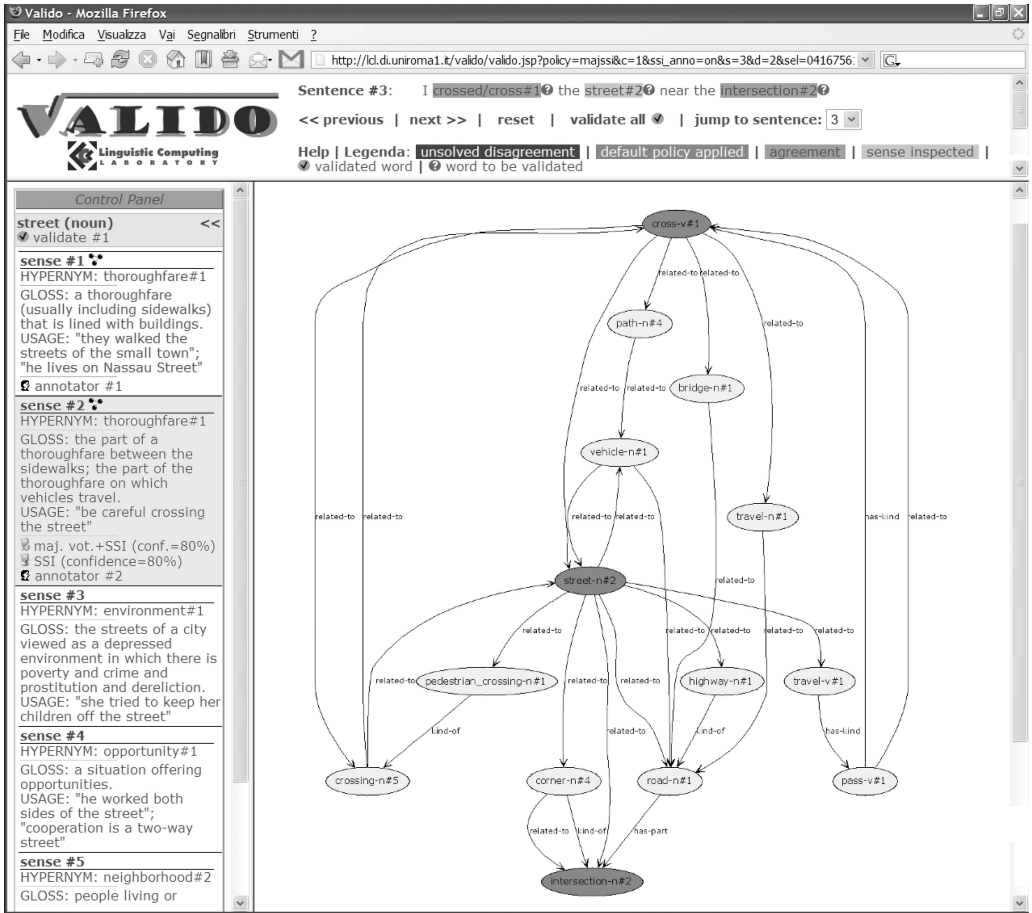 Valido - Mozilla Firefox
File Modifica Visualizza Vai Segnalibri Strumenti ?
http://lcl.di.uniroma1.it/valido/valido.jsp?policy=majssi&c=1&ssi_anno=on&s=3&d=2&sel=0416756
G,
VALIDO
Linguistic Computing
LABORATORY
Sentence #3: I crossed/cross#1? the street#2? near the intersection#2?
<< previous | next >> | reset | validate all | jump to sentence: 3
Help | Legenda: unsolved disagreement | default policy applied | agreement | sense inspected |
validated word | ? word to be validated
Control Panel
street (noun) <<
validate #1
sense #1
HYPERNYM: thoroughfare#1
GLOSS: a thoroughfare
(usually including sidewalks)
that is lined with buildings.
USAGE: "they walked the
streets of the small town";
"he lives on Nassau Street"
annotator #1
sense #2
HYPERNYM: thoroughfare#1
GLOSS: the part of a
thoroughfare between the
sidewalks; the part of the
thoroughfare on which
vehicles travel.
USAGE: "be careful crossing
the street"
maj. vot.+SSI (conf.=80%)
SSI (confidence=80%)
annotator #2
sense #3
HYPERNYM: environment#1
GLOSS: the streets of a city
viewed as a depressed
environment in which there is
poverty and crime and
prostitution and dereliction.
USAGE: "she tried to keep her
children off the street"
sense #4
HYPERNYM: opportunity#1
GLOSS: a situation offering
opportunities.
USAGE: "he worked both
sides of the street";
"cooperation is a two-way
street"
sense #5
HYPERNYM: neighborhood#2
GLOSS: people living or
cross-v#1
related-to related-to
path-n#4
related-to
related-to related-to
bridge-n#1
vehicle-n#1
related-to related-to
related-to related-to
travel-n#1
has-kind related-to
street-n#2
related-to
related-to
related-to related-to related-to related-to
related-to
pedestrian_crossing-n#1
related-to
highway-n#1
travel-v#1
kind-of
related-to
kind-of
has-kind
crossing-n#5
corner-n#4
road-n#1
pass-v#1
related-to kind-of has-part
intersection-n#2